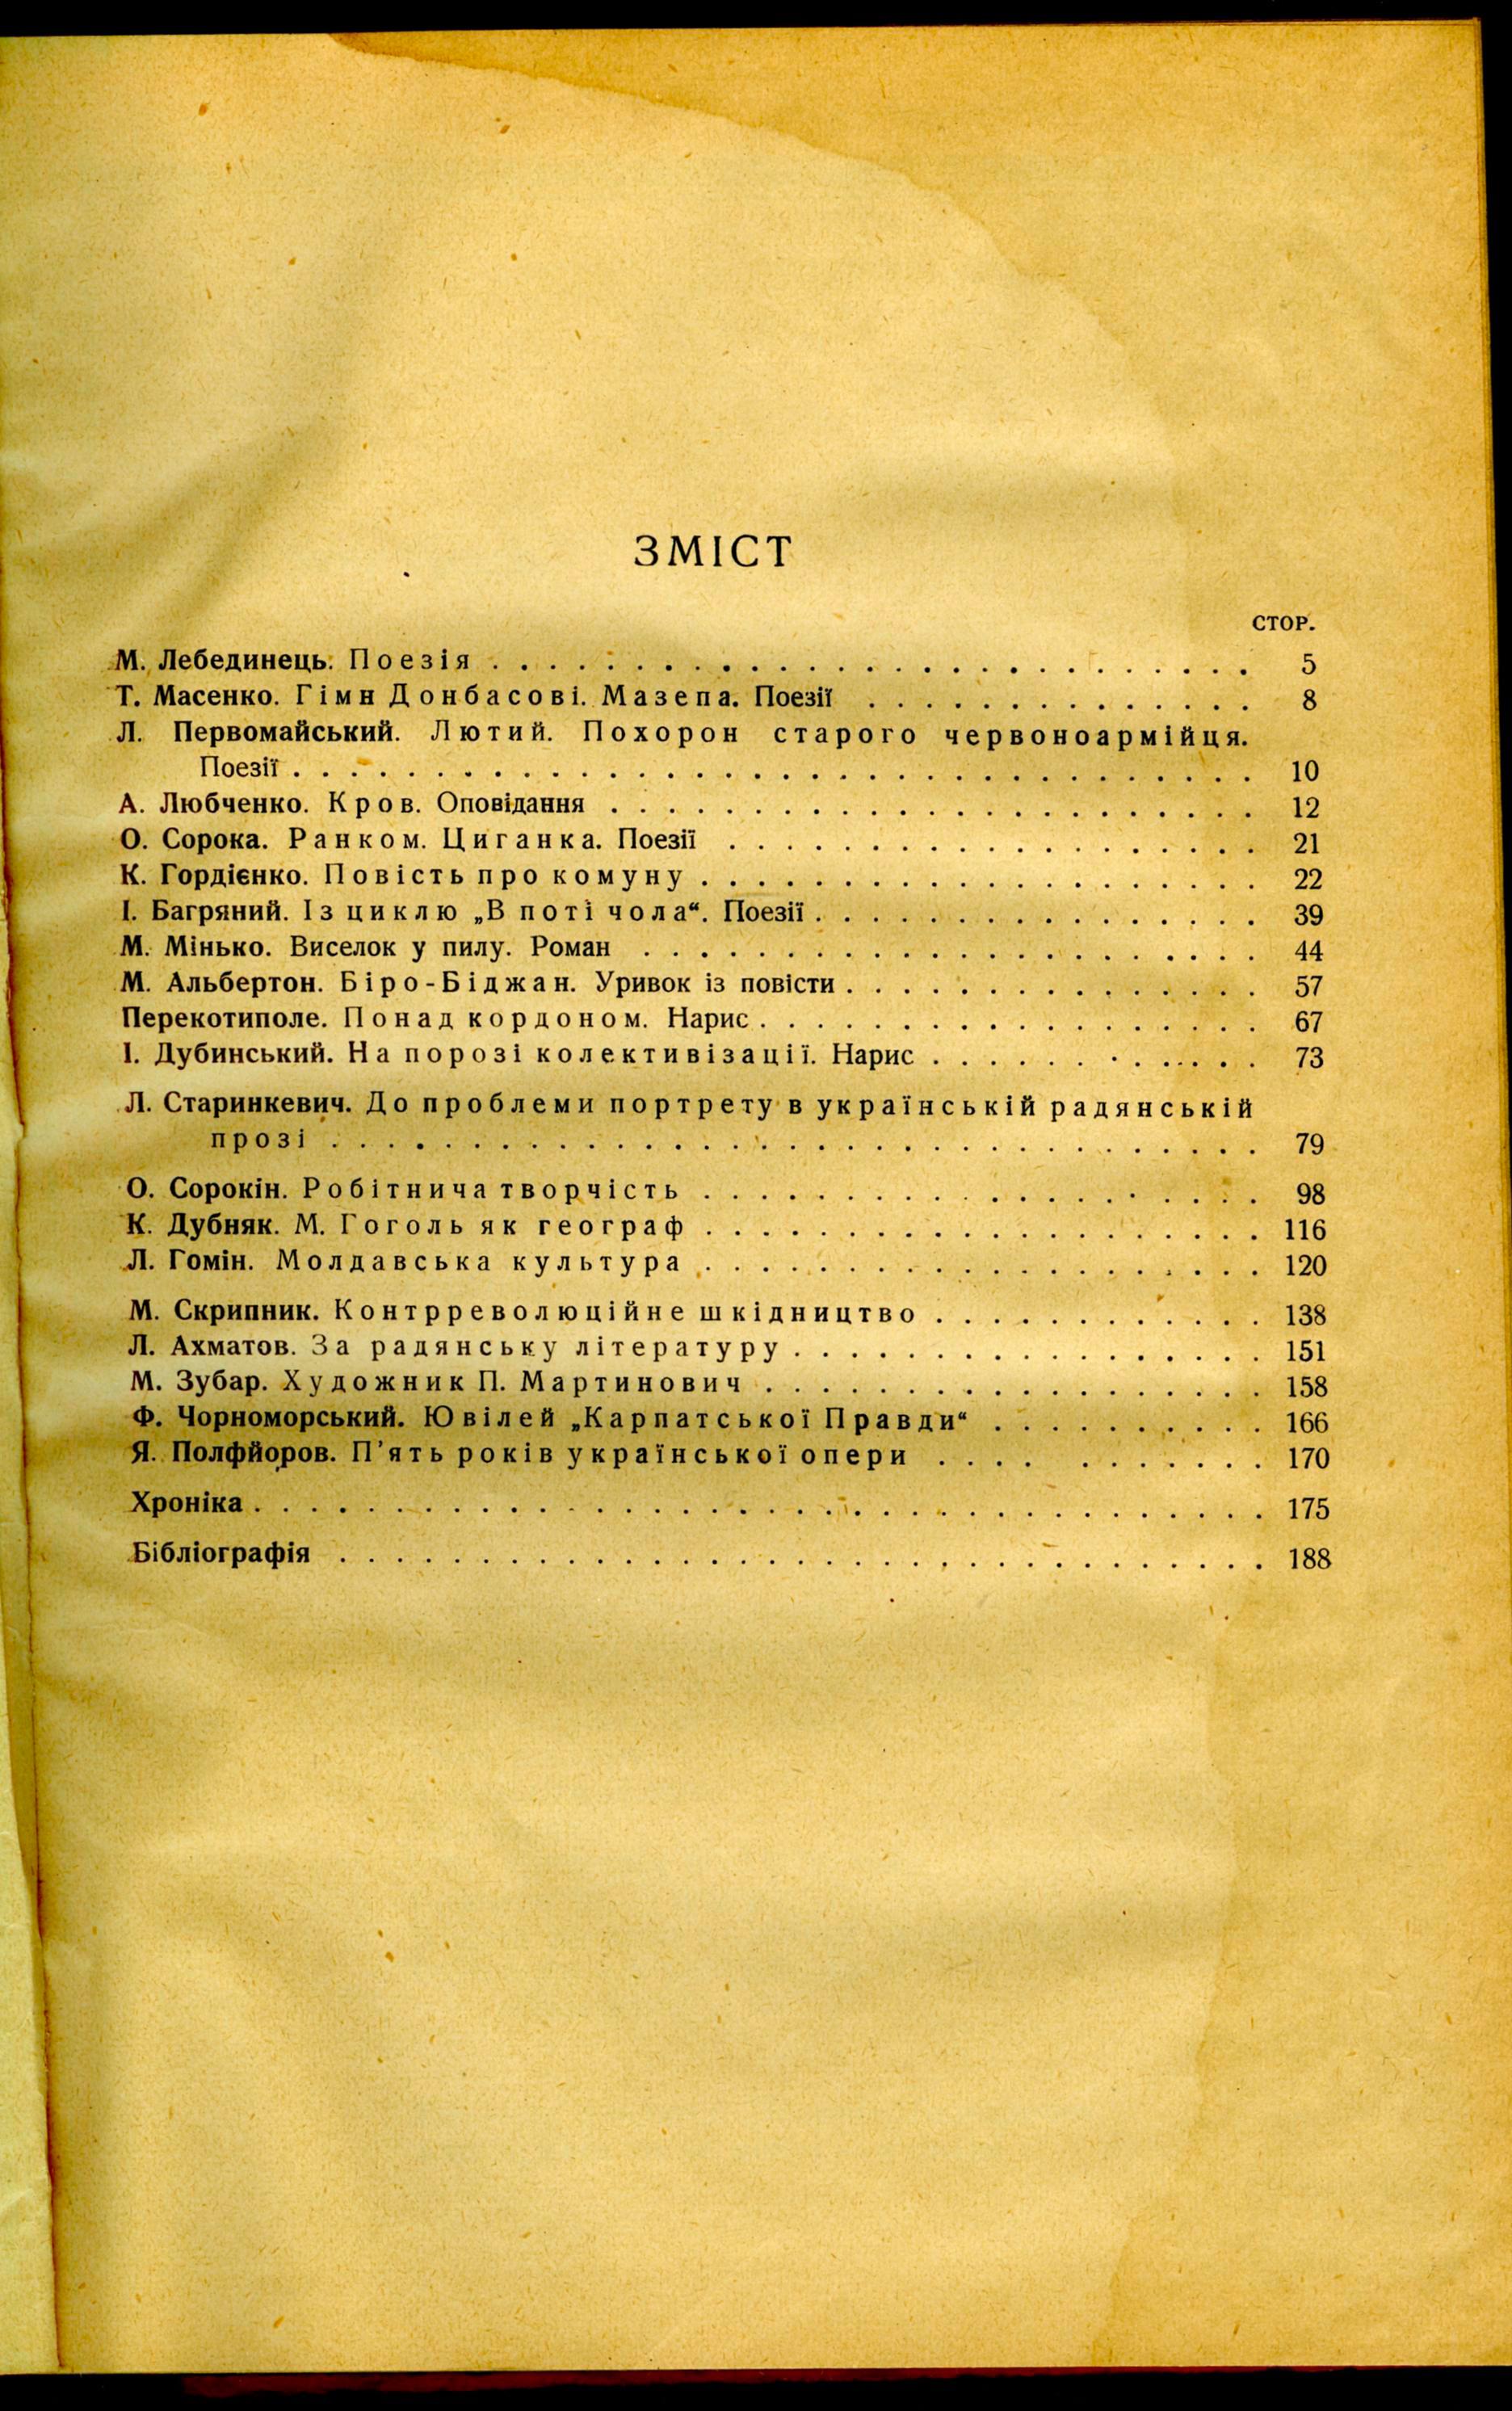 ЗМІСТ
СТОР.
М. Лебединець. Поезія . . . . . . . . . . . . . . . . . . . . . . . . . . . 5
Т. Масенко. Гімн Донбасові. Мазепа. Поезії . . . . . . . . . . . . . . 8
Л. Первомайський. Лютий. Похорон старого червоноармійця.
Поезії . . . . . . . . . . . . . . . . . . . . . . . . . . . . . . . . . . 10
А. Любченко. Кров. Оповідання . . . . . . . . . . . . . . . . . . . . . . . 12
О. Сорока. Ранком. Циганка. Поезії . . . . . . . . . . . . . . . . . . . 21
К. Гордієнко. Повість про комуну . . . . . . . . . . . . . . . . . . . . 22
І. Багряний. Із циклю „В поті чола“. Поезії . . . . . . . . . . . . . . . . 39
М. Мінько. Виселок у пилу. Роман . . . . . . . . . . . . . . . . . . . . . . 44
М. Альбертон. Біро-Біджан. Уривок із повісти . . . . . . . . . . . . . . . 57
Перекотиполе. Понад кордоном. Нарис . . . . . . . . . . . . . . . . . . 67
І. Дубинський. На порозі колективізації. Нарис . . . . . . . . . . . . 73
Л. Старинкевич. До проблеми портрету в українській радянській
прозі . . . . . . . . . . . . . . . . . . . . . . . . . . . . . . . . . 79
О. Сорокін. Робітнича творчість . . . . . . . . . . . . . . . . . . . . 98
К. Дубняк. М. Гоголь як географ . . . . . . . . . . . . . . . . . . . . 116
Л. Гомін. Молдавська культура . . . . . . . . . . . . . . . . . . . . 120
М. Скрипник. Контрреволюційне шкідництво . . . . . . . . . . . . 138
Л. Ахматов. За радянську літературу . . . . . . . . . . . . . . . . . 151
М. Зубар. Художник П. Мартинович . . . . . . . . . . . . . . . . . . 158
Ф. Чорноморський. Ювілей „Карпатської Правди“ . . . . . . . . . . 166
Я. Полфйоров. П'ять років української опери . . . . . . . . . . . 170
Хроніка . . . . . . . . . . . . . . . . . . . . . . . . . . . . . . . . . . . . 175
Бібліографія . . . . . . . . . . . . . . . . . . . . . . . . . . . . . . . . . 188